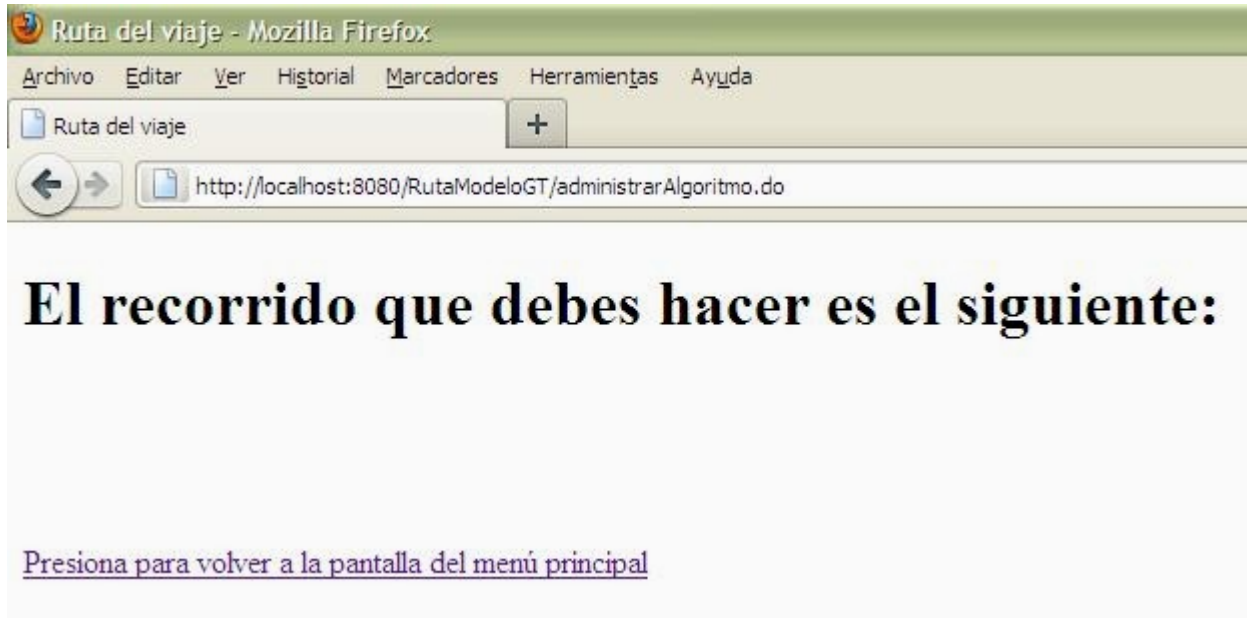 Ruta del viaje - Mozilla Firefox
Archivo Editar Ver Historial Marcadores Herramientas Ayuda
Ruta del viaje +
http://localhost:8080/RutaModeloGT/administrarAlgoritmo.do
El recorrido que debes hacer es el siguiente:
Presiona para volver a la pantalla del menú principal